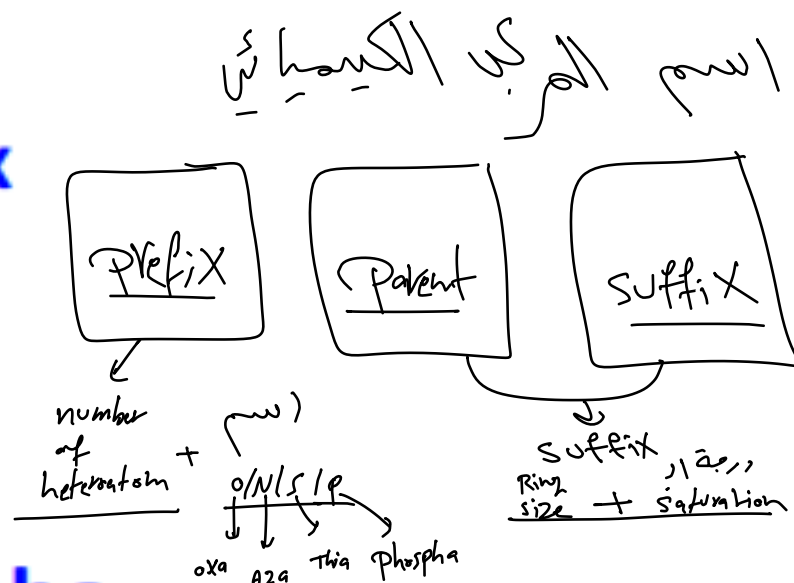 اسم المركب الكيميائي
x
Prefix Parent Suffix
number of heteroatom + اسم O/N/S/P
oxa Aza Thia phospha
suffix
Ring size + درجة ال saturation